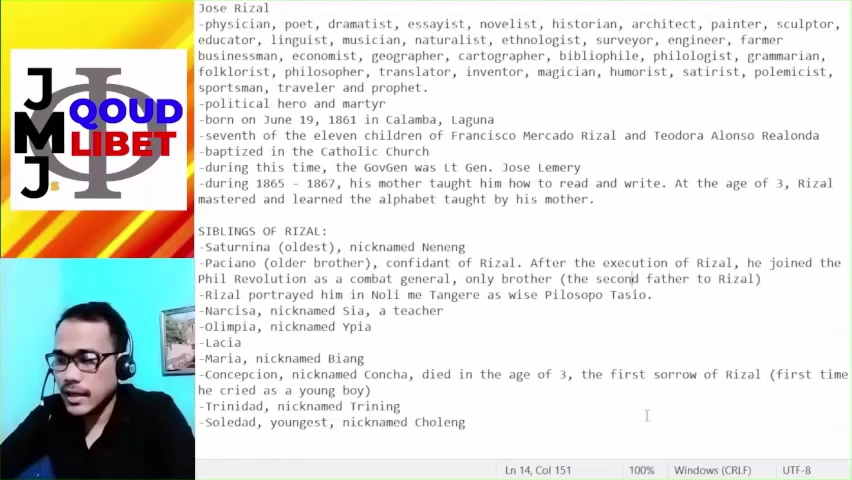 Jose Rizal
-physician, poet, dramatist, essayist, novelist, historian, architect, painter, sculptor,
educator, linguist, musician, naturalist, ethnologist, surveyor, engineer, farmer
businessman, economist, geographer, cartographer, bibliophile, philologist, grammarian,
folklorist, philosopher, translator, inventor, magician, humorist, satirist, polemicist,
sportsman, traveler and prophet.
-political hero and martyr
-born on June 19, 1861 in Calamba, Laguna
-seventh of the eleven children of Francisco Mercado Rizal and Teodora Alonso Realonda
-baptized in the Catholic Church
-during this time, the GovGen was Lt Gen. Jose Lemery
-during 1865 - 1867, his mother taught him how to read and write. At the age of 3, Rizal
mastered and learned the alphabet taught by his mother.
SIBLINGS OF RIZAL:
-Saturnina (oldest), nicknamed Neneng
-Paciano (older brother), confidant of Rizal. After the execution of Rizal, he joined the
Phil Revolution as a combat general, only brother (the second father to Rizal)
-Rizal portrayed him in Noli me Tangere as wise Pilosopo Tasio.
-Narcisa, nicknamed Sia, a teacher
-Olimpia, nicknamed Ypia
-Lacia
-Maria, nicknamed Biang
-Concepcion, nicknamed Concha, died in the age of 3, the first sorrow of Rizal (first time
he cried as a young boy)
-Trinidad, nicknamed Trining
-Soledad, youngest, nicknamed Choleng
Ln 14, Col 151
100%
Windows (CRLF)
UTF-8
J
M
J
s
QOUD
LIBET